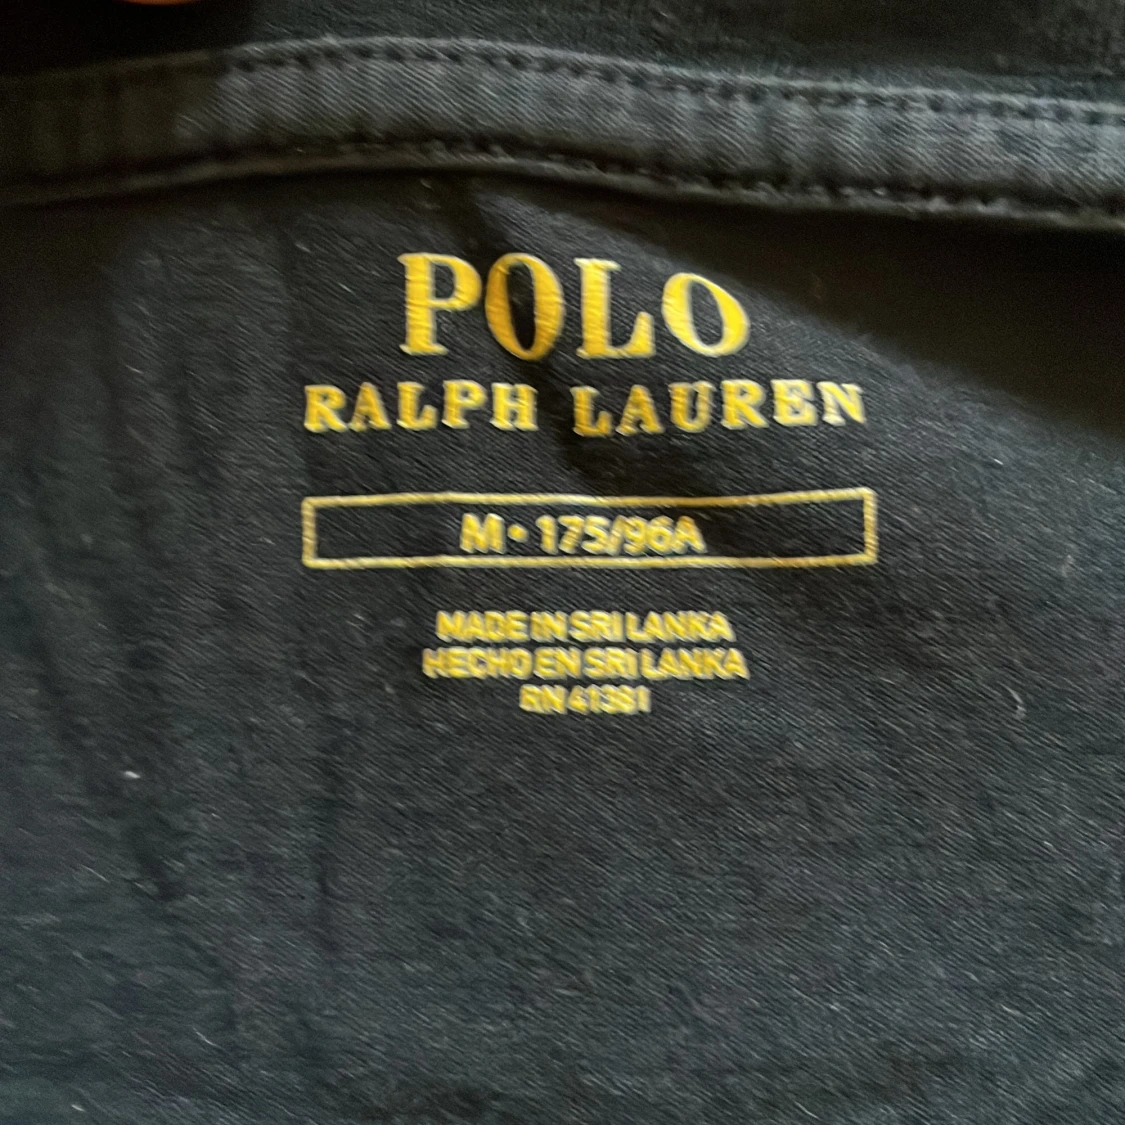 POLO
RALPH LAUREN
M • 175/96A
MADE IN SRI LANKA
HECHO EN SRI LANKA
RN 41381